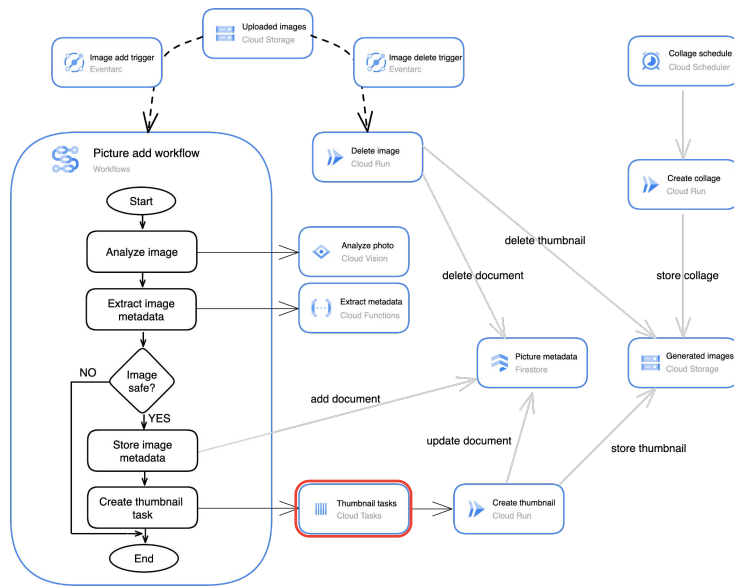 Uploaded images
Cloud Storage
Image add trigger
Eventarc
Image delete trigger
Eventarc
Collage schedule
Cloud Scheduler
Picture add workflow
Workflows
Delete image
Cloud Run
Create collage
Cloud Run
Start
Analyze image
Analyze photo
Cloud Vision
delete thumbnail
delete document
store collage
Extract image
metadata
Extract metadata
Cloud Functions
NO
Image
safe?
YES
Picture metadata
Firestore
Generated images
Cloud Storage
add document
Store image
metadata
update document
store thumbnail
Create thumbnail
task
Thumbnail tasks
Cloud Tasks
Create thumbnail
Cloud Run
End